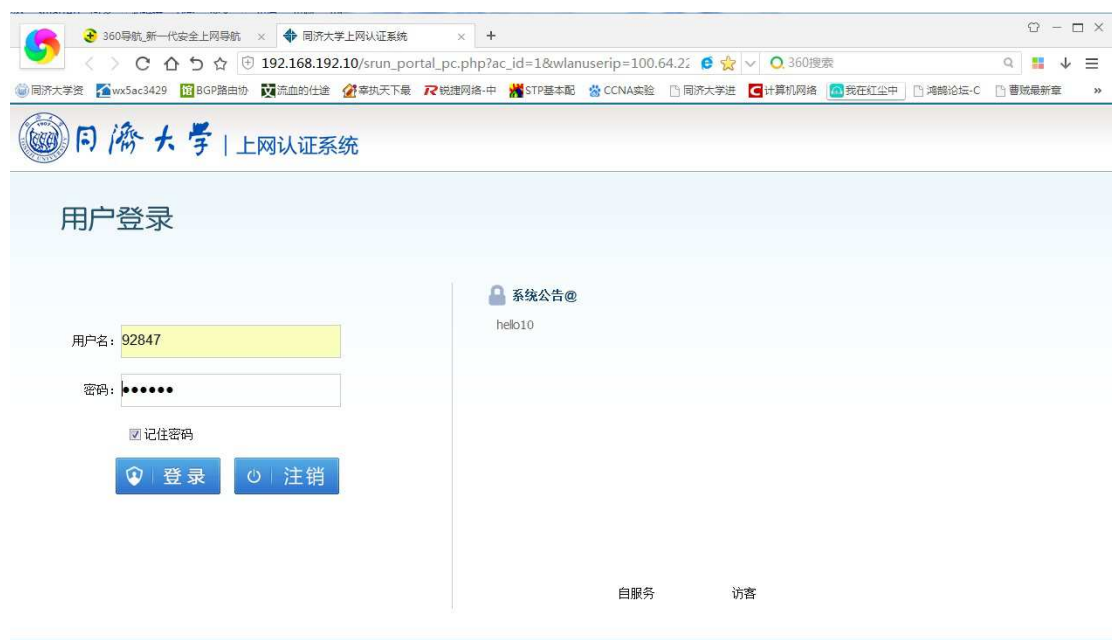 360导航_新一代安全上网导航 同济大学上网认证系统
192.168.192.10/srun_portal_pc.php?ac_id=1&wlanuserip=100.64.22 360搜索
同济大学资 wx5ac3429 BGP路由协 流血的仕途 宰执天下最 锐捷网络-中 STP基本配 CCNA实验 同济大学进 计算机网络 我在红尘中 鸿鹄论坛-C 曹贼最新章 »
同濟大学 | 上网认证系统
用户登录
系统公告@
hello10
用户名: 92847
密码: ●●●●●●
记住密码
登录 注销
自服务 访客